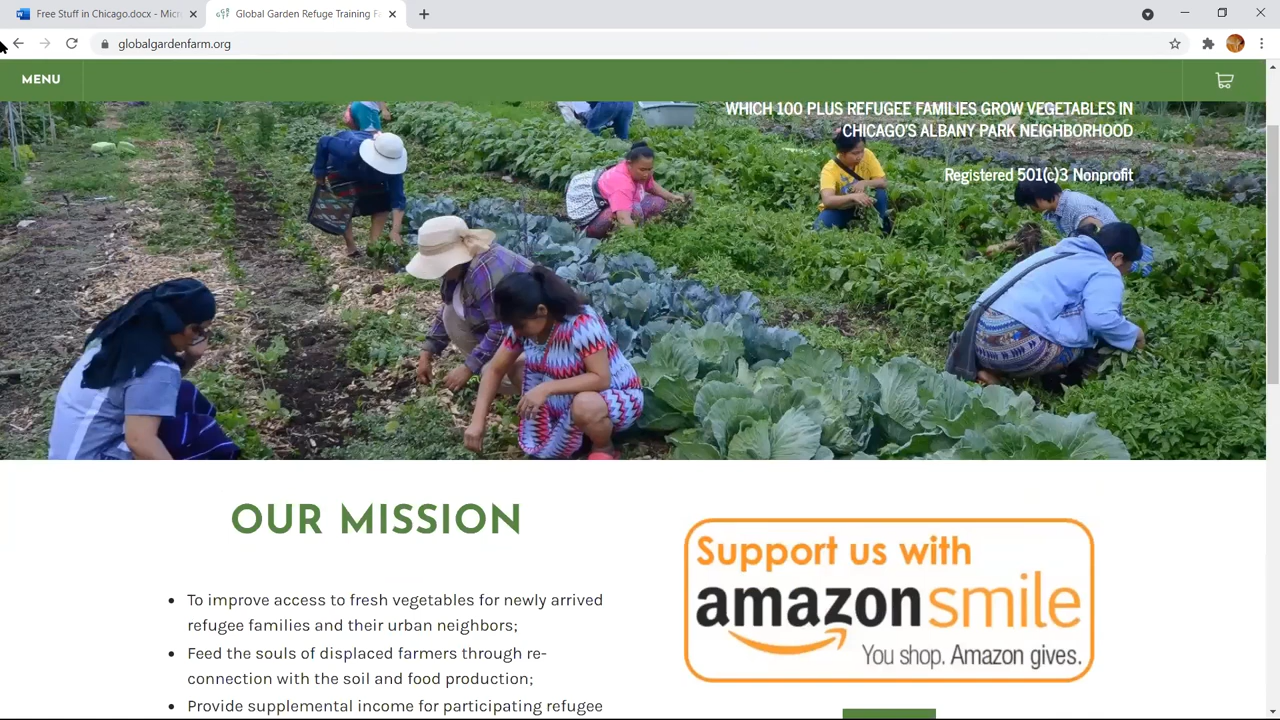 Free Stuff in Chicago.docx - Micr
Global Garden Refuge Training Fa
globalgardenfarm.org
MENU
WHICH 100 PLUS REFUGEE FAMILIES GROW VEGETABLES IN
CHICAGO'S ALBANY PARK NEIGHBORHOOD
Registered 501(c)3 Nonprofit
OUR MISSION
• To improve access to fresh vegetables for newly arrived
refugee families and their urban neighbors;
• Feed the souls of displaced farmers through re-
connection with the soil and food production;
• Provide supplemental income for participating refugee
Support us with
amazonsmile
You shop. Amazon gives.